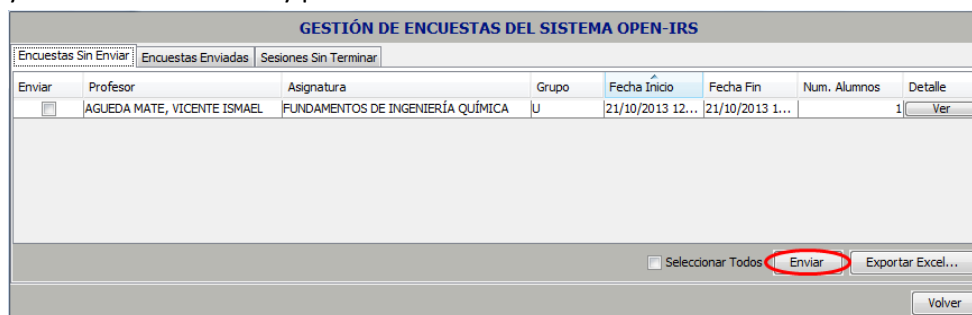 GESTIÓN DE ENCUESTAS DEL SISTEMA OPEN-IRS
Encuestas Sin Enviar Encuestas Enviadas Sesiones Sin Terminar
Enviar Profesor Asignatura Grupo Fecha Inicio Fecha Fin Num. Alumnos Detalle
AGUEDA MATE, VICENTE ISMAEL FUNDAMENTOS DE INGENIERÍA QUÍMICA U 21/10/2013 12... 21/10/2013 1... 1 Ver
Seleccionar Todos Enviar Exportar Excel...
Volver